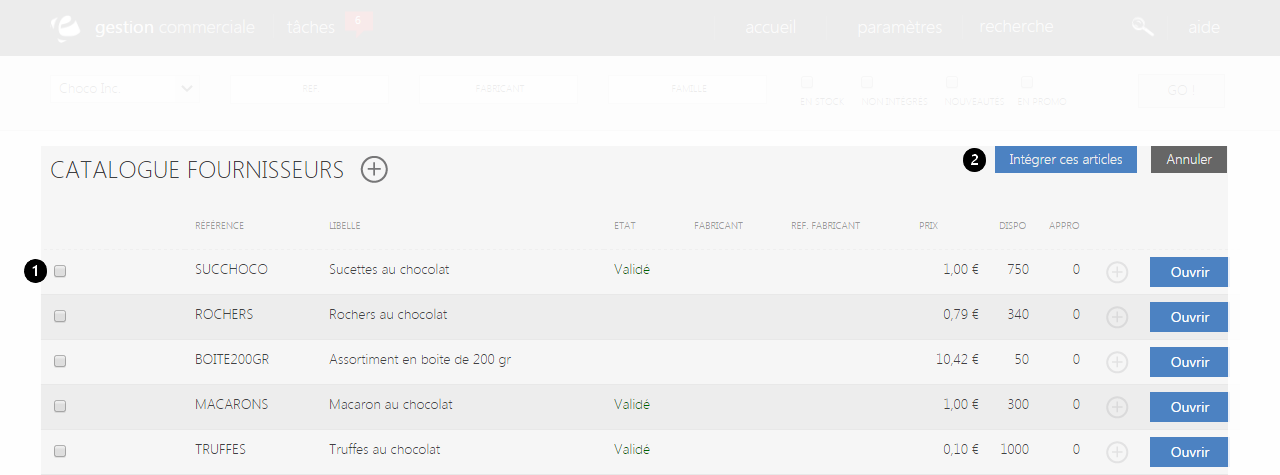 gestion commerciale tâches 6 accueil paramètres recherche aide
Choco Inc. REF FABRICANT FAMILLE EN STOCK NON INTÉGRÉS NOUVEAUTÉS EN PROMO GO !
CATALOGUE FOURNISSEURS 2 Intégrer ces articles Annuler
RÉFÉRENCE LIBELLE ETAT FABRICANT REF. FABRICANT PRIX DISPO APPRO
1 SUCCHOCO Sucettes au chocolat Validé 1,00 € 750 0 Ouvrir
ROCHERS Rochers au chocolat 0,79 € 340 0 Ouvrir
BOITE200GR Assortiment en boite de 200 gr 10,42 € 50 0 Ouvrir
MACARONS Macaron au chocolat Validé 1,00 € 300 0 Ouvrir
TRUFFES Truffes au chocolat Validé 0,10 € 1000 0 Ouvrir